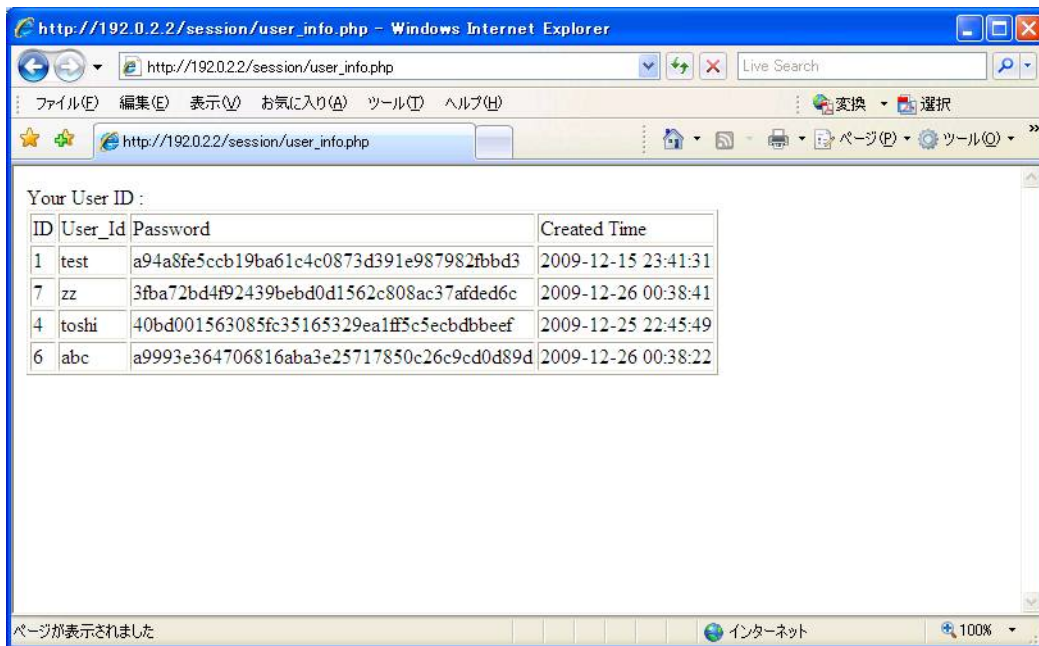 http://192.0.2.2/session/user_info.php - Windows Internet Explorer
http://192.0.2.2/session/user_info.php
Live Search
ファイル(F) 編集(E) 表示(V) お気に入り(A) ツール(T) ヘルプ(H)
変換 選択
http://192.0.2.2/session/user_info.php
ページ(P) ツール(O) »
Your User ID :
ID User_Id Password Created Time
1 test a94a8fe5ccb19ba61c4c0873d391e987982fbbd3 2009-12-15 23:41:31
7 zz 3fba72bd4f92439bebd0d1562c808ac37afded6c 2009-12-26 00:38:41
4 toshi 40bd001563085fc35165329ea1ff5c5ecbdbbeef 2009-12-25 22:45:49
6 abc a9993e364706816aba3e25717850c26c9cd0d89d 2009-12-26 00:38:22
ページが表示されました
インターネット
100%